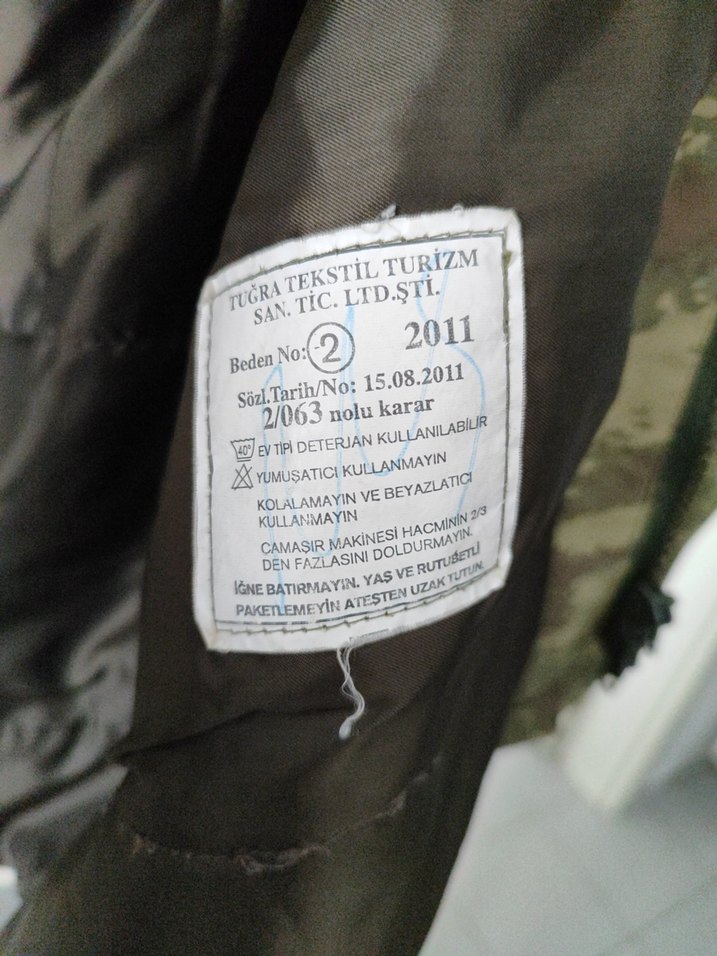 TUĞRA TEKSTİL TURİZM
SAN. TİC. LTD.ŞTİ.
Beden No: 2 2011
Sözl.Tarih/No: 15.08.2011
2/063 nolu karar
40° EV TİPİ DETERJAN KULLANILABİLİR
YUMUŞATICI KULLANMAYIN
KOLALAMAYIN VE BEYAZLATICI
KULLANMAYIN
ÇAMAŞIR MAKİNESİ HACMİNİN 2/3
DEN FAZLASINI DOLDURMAYIN.
İĞNE BATIRMAYIN. YAŞ VE RUTUBETLİ
PAKETLEMEYİN ATEŞTEN UZAK TUTUN.